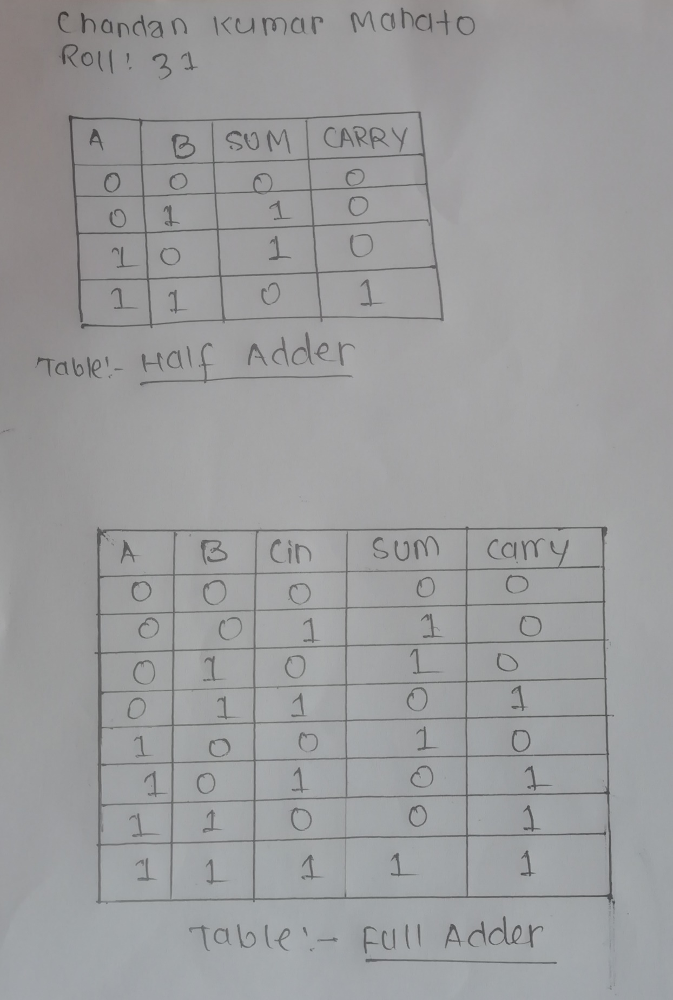 Chandan Kumar Mahato
Roll: 31
A B SUM CARRY
0 0 0 0
0 1 1 0
1 0 1 0
1 1 0 1
Table:- Half Adder
A B Cin SUM Carry
0 0 0 0 0
0 0 1 1 0
0 1 0 1 0
0 1 1 0 1
1 0 0 1 0
1 0 1 0 1
1 1 0 0 1
1 1 1 1 1
Table:- Full Adder